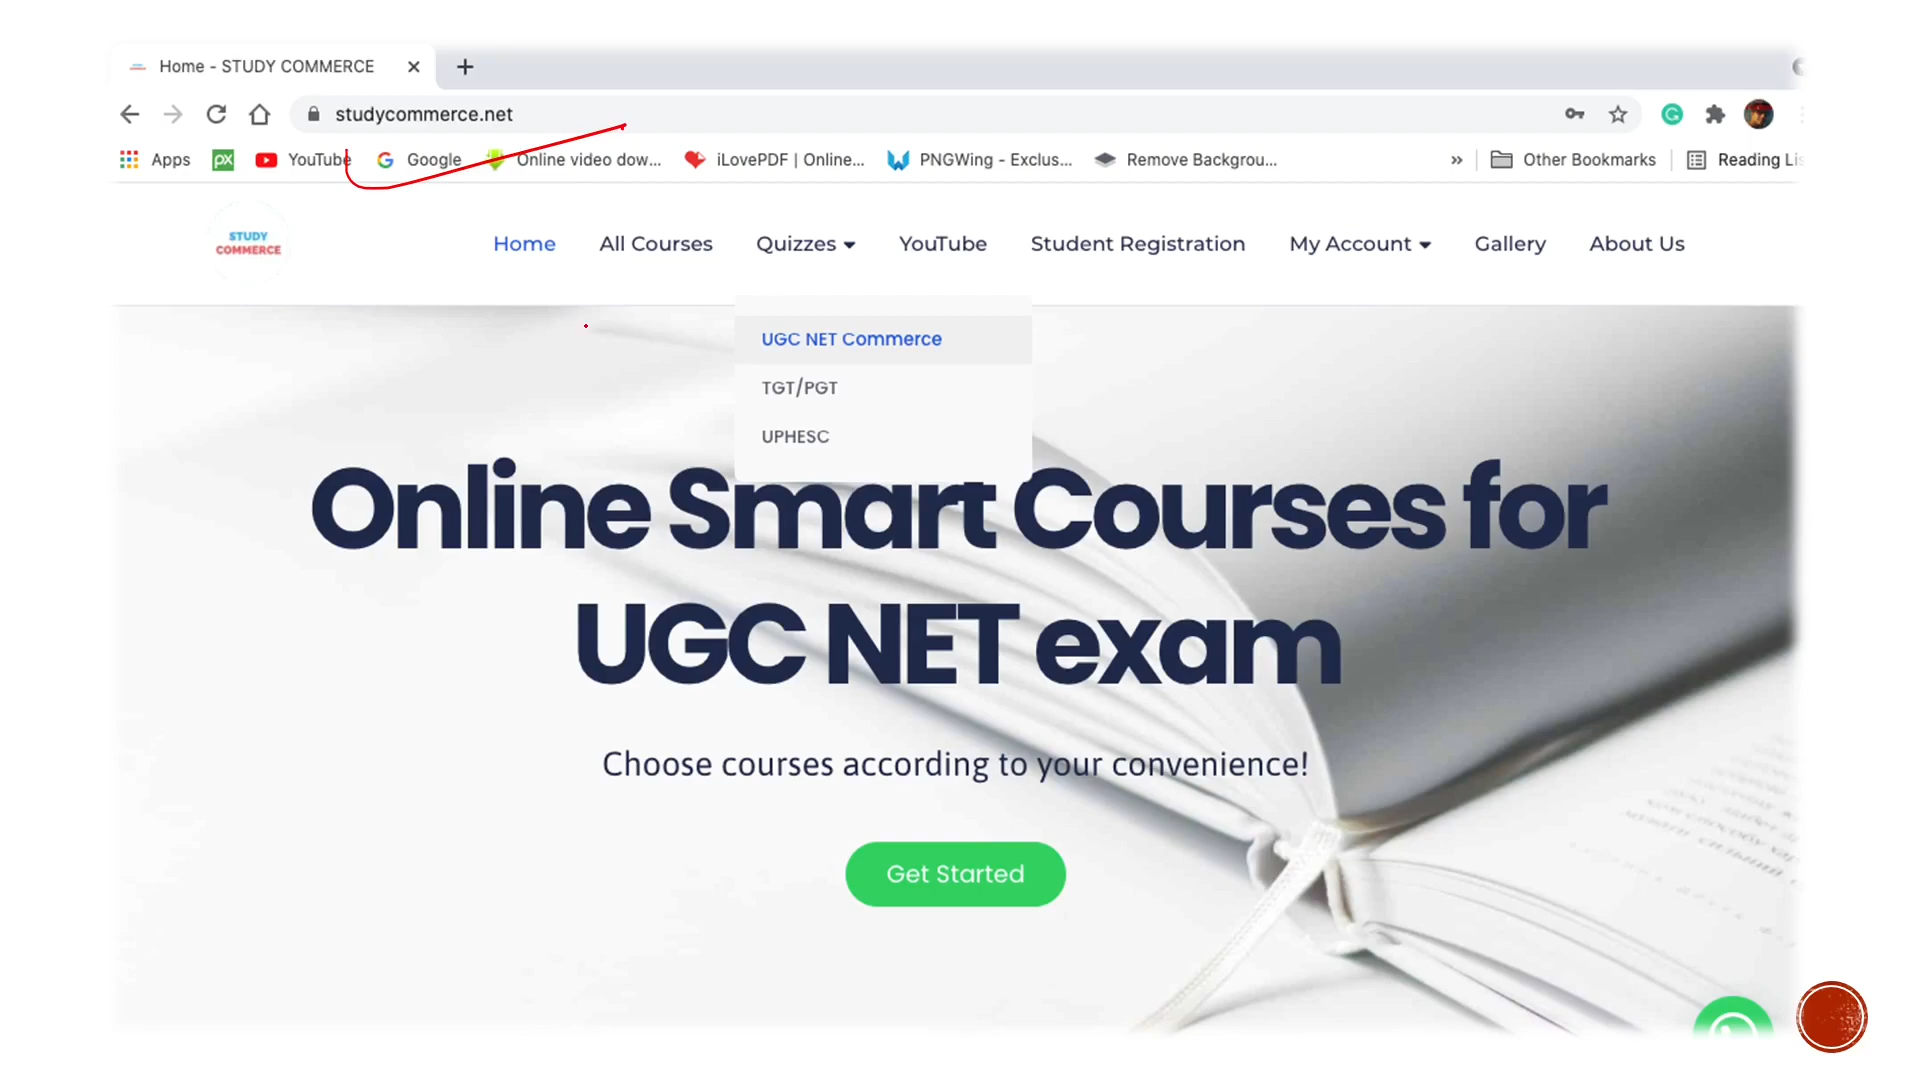 Home - STUDY COMMERCE
studycommerce.net
Apps YouTube Google Online video dow... iLovePDF | Online... PNGWing - Exclus... Remove Backgrou... » Other Bookmarks Reading Lis
STUDY
COMMERCE
Home All Courses Quizzes YouTube Student Registration My Account Gallery About Us
UGC NET Commerce
TGT/PGT
UPHESC
Online Smart Courses for
UGC NET exam
Choose courses according to your convenience!
Get Started